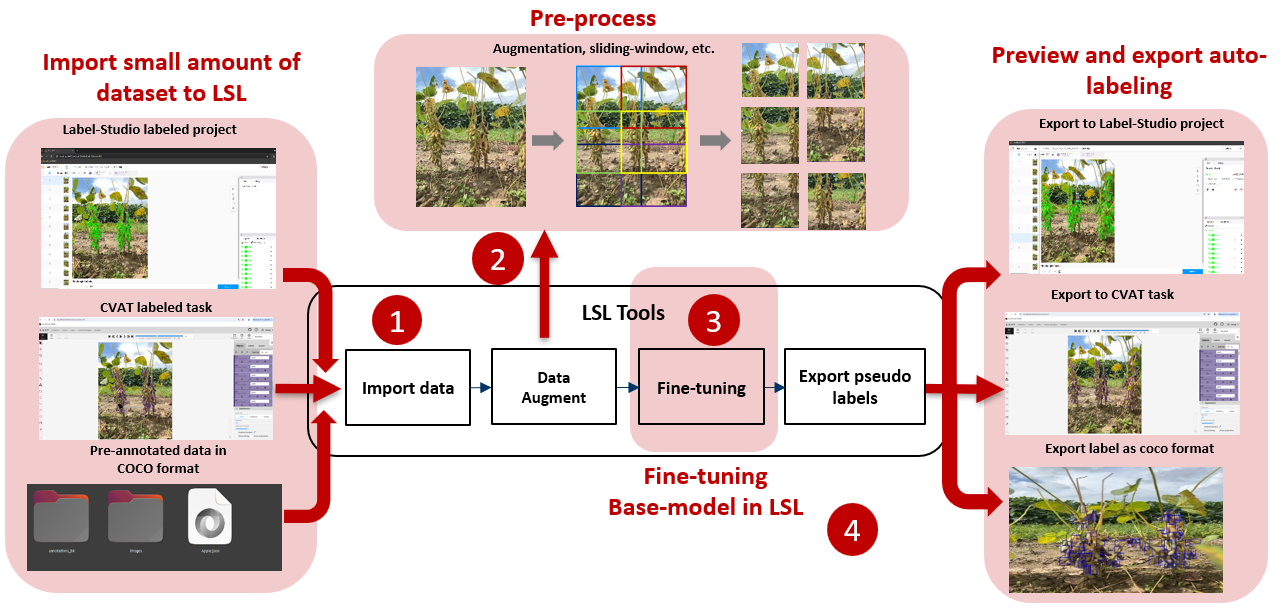 Pre-process
Augmentation, sliding-window, etc.
Import small amount of
dataset to LSL
Label-Studio labeled project
CVAT labeled task
Pre-annotated data in
COCO format
images
Apple.json
1
2
3
4
LSL Tools
Import data
Data
Augment
Fine-tuning
Export pseudo
labels
Fine-tuning
Base-model in LSL
Preview and export auto-
labeling
Export to Label-Studio project
Export to CVAT task
Export label as coco format